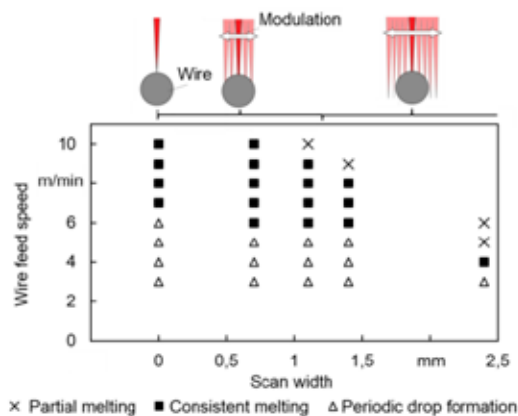 Modulation
Wire
10
m/min
6
4
2
0
Wire feed speed
0 0,5 1 1,5 mm 2,5
Scan width
× Partial melting ■ Consistent melting △ Periodic drop formation